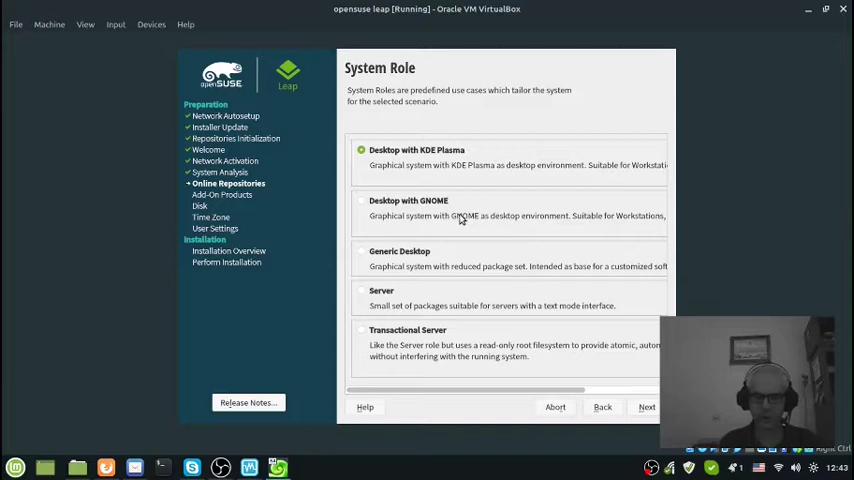 opensuse leap [Running] - Oracle VM VirtualBox
File Machine View Input Devices Help
openSUSE
Leap
Preparation
Network Autosetup
Installer Update
Repositories Initialization
Welcome
Network Activation
System Analysis
Online Repositories
Add-On Products
Disk
Time Zone
User Settings
Installation
Installation Overview
Perform Installation
Release Notes...
System Role
System Roles are predefined use cases which tailor the system
for the selected scenario.
Desktop with KDE Plasma
Graphical system with KDE Plasma as desktop environment. Suitable for Workstati
Desktop with GNOME
Graphical system with GNOME as desktop environment. Suitable for Workstations,
Generic Desktop
Graphical system with reduced package set. Intended as base for a customized soft
Server
Small set of packages suitable for servers with a text mode interface.
Transactional Server
Like the Server role but uses a read-only root filesystem to provide atomic, auton
without interfering with the running system.
Help Abort Back Next
Right Ctrl
1 12:43